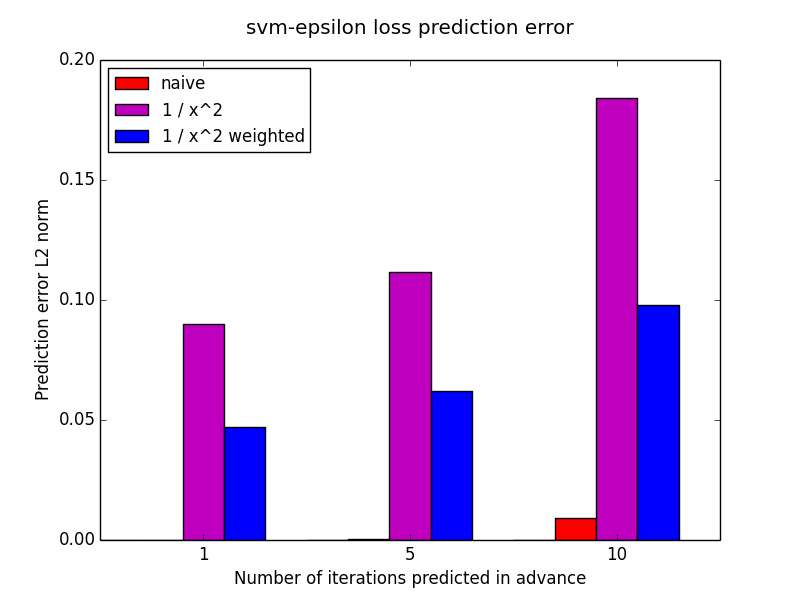 svm-epsilon loss prediction error
naive
1 / x^2
1 / x^2 weighted
0.20
0.15
0.10
0.05
0.00
Prediction error L2 norm
1 5 10
Number of iterations predicted in advance